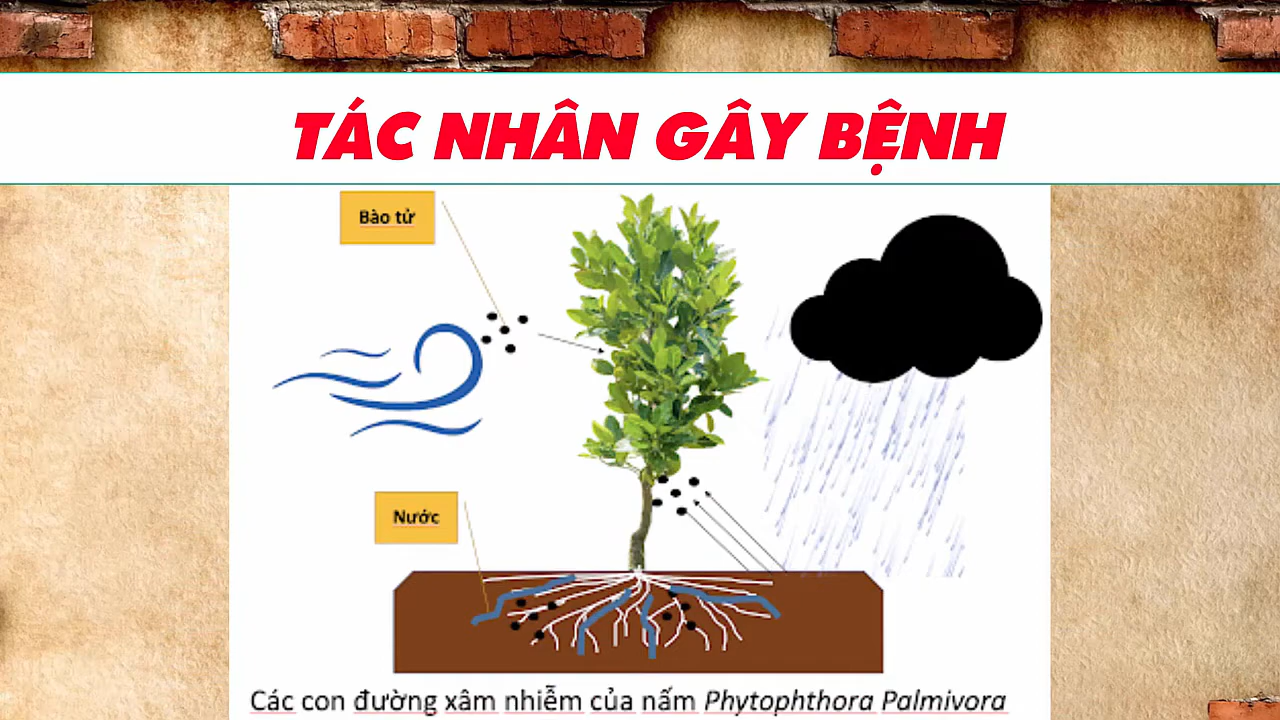 TÁC NHÂN GÂY BỆNH
Bào tử
Nước
Các con đường xâm nhiễm của nấm Phytophthora Palmivora